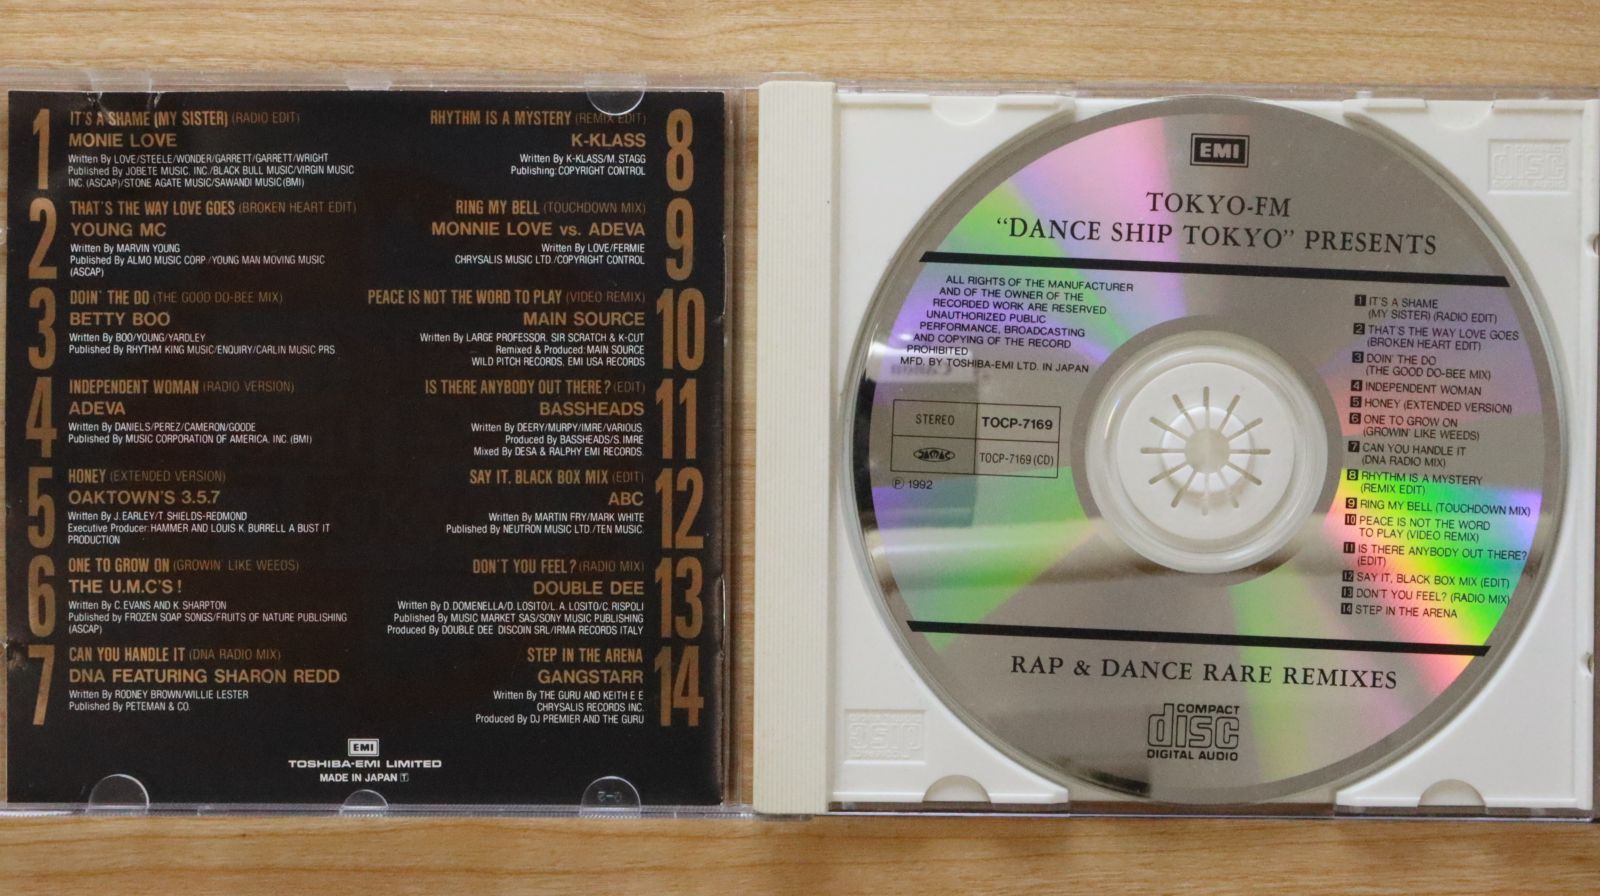 1
IT'S A SHAME (MY SISTER) (RADIO EDIT)
MONIE LOVE
Written By LOVE/STEELE/WONDER/GARRETT/GARRETT/WRIGHT
Published By JOBETE MUSIC, INC./BLACK BULL MUSIC/VIRGIN MUSIC
INC.(ASCAP)/STONE AGATE MUSIC/SAWANDI MUSIC(BMI)
2
THAT'S THE WAY LOVE GOES (BROKEN HEART EDIT)
YOUNG MC
Written By MARVIN YOUNG
Published By ALMO MUSIC CORP./YOUNG MAN MOVING MUSIC
(ASCAP)
3
DOIN' THE DO (THE GOOD DO-BEE MIX)
BETTY BOO
Written By BOO/YOUNG/YARDLEY
Published By RHYTHM KING MUSIC/ENQUIRY/CARLIN MUSIC PRS.
4
INDEPENDENT WOMAN (RADIO VERSION)
ADEVA
Written By DANIELS/PEREZ/CAMERON/GOODE
Published By MUSIC CORPORATION OF AMERICA, INC.(BMI)
5
HONEY (EXTENDED VERSION)
OAKTOWN'S 3.5.7
Written By J.EARLEY/T.SHIELDS-REDMOND
Executive Producer:HAMMER AND LOUIS K.BURRELL A BUST IT
PRODUCTION
6
ONE TO GROW ON (GROWIN' LIKE WEEDS)
THE U.M.C'S!
Written By C.EVANS AND K.SHARPTON
Published by FROZEN SOAP SONGS/FRUITS OF NATURE PUBLISHING
(ASCAP)
7
CAN YOU HANDLE IT (DNA RADIO MIX)
DNA FEATURING SHARON REDD
Written By RODNEY BROWN/WILLIE LESTER
Published By PETEMAN & CO.
8
RHYTHM IS A MYSTERY (REMIX EDIT)
K-KLASS
Written By K-KLASS/M.STAGG
Publishing:COPYRIGHT CONTROL
9
RING MY BELL (TOUCHDOWN MIX)
MONNIE LOVE vs. ADEVA
Written By LOVE/FERMIE
CHRYSALIS MUSIC LTD./COPYRIGHT CONTROL
10
PEACE IS NOT THE WORD TO PLAY (VIDEO REMIX)
MAIN SOURCE
Written By LARGE PROFESSOR. SIR SCRATCH & K-CUT
Remixed & Produced:MAIN SOURCE
WILD PITCH RECORDS, EMI USA RECORDS
11
IS THERE ANYBODY OUT THERE? (EDIT)
BASSHEADS
Written By DEERY/MURPY/IMRE/VARIOUS.
Produced By BASSHEADS/S.IMRE
Mixed By DESA & RALPHY EMI RECORDS.
12
SAY IT, BLACK BOX MIX (EDIT)
ABC
Written By MARTIN FRY/MARK WHITE
Published By NEUTRON MUSIC LTD./TEN MUSIC.
13
DON'T YOU FEEL? (RADIO MIX)
DOUBLE DEE
Written By D.DOMENELLA/D.LOSITO/L.A.LOSITO/C.RISPOLI
Published By MUSIC MARKET SAS/SONY MUSIC PUBLISHING
Produced By DOUBLE DEE DISCOIN SRL/IRMA RECORDS ITALY
14
STEP IN THE ARENA
GANGSTARR
Written By THE GURU AND KEITH E E
CHRYSALIS RECORDS INC.
Produced By DJ PREMIER AND THE GURU
EMI
TOSHIBA-EMI LIMITED
MADE IN JAPAN T
EMI
TOKYO-FM
"DANCE SHIP TOKYO" PRESENTS
ALL RIGHTS OF THE MANUFACTURER
AND OF THE OWNER OF THE
RECORDED WORK ARE RESERVED
UNAUTHORIZED PUBLIC
PERFORMANCE, BROADCASTING
AND COPYING OF THE RECORD
PROHIBITED
MFD. BY TOSHIBA-EMI LTD. IN JAPAN
STEREO TOCP-7169
JASRAC TOCP-7169 (CD)
Ⓟ 1992
1 IT'S A SHAME
(MY SISTER) (RADIO EDIT)
2 THAT'S THE WAY LOVE GOES
(BROKEN HEART EDIT)
3 DOIN' THE DO
(THE GOOD DO-BEE MIX)
4 INDEPENDENT WOMAN
5 HONEY (EXTENDED VERSION)
6 ONE TO GROW ON
(GROWIN' LIKE WEEDS)
7 CAN YOU HANDLE IT
(DNA RADIO MIX)
8 RHYTHM IS A MYSTERY
(REMIX EDIT)
9 RING MY BELL (TOUCHDOWN MIX)
10 PEACE IS NOT THE WORD
TO PLAY (VIDEO REMIX)
11 IS THERE ANYBODY OUT THERE?
(EDIT)
12 SAY IT, BLACK BOX MIX (EDIT)
13 DON'T YOU FEEL? (RADIO MIX)
14 STEP IN THE ARENA
RAP & DANCE RARE REMIXES
COMPACT
disc
DIGITAL AUDIO
COMPACT
disc
DIGITAL AUDIO